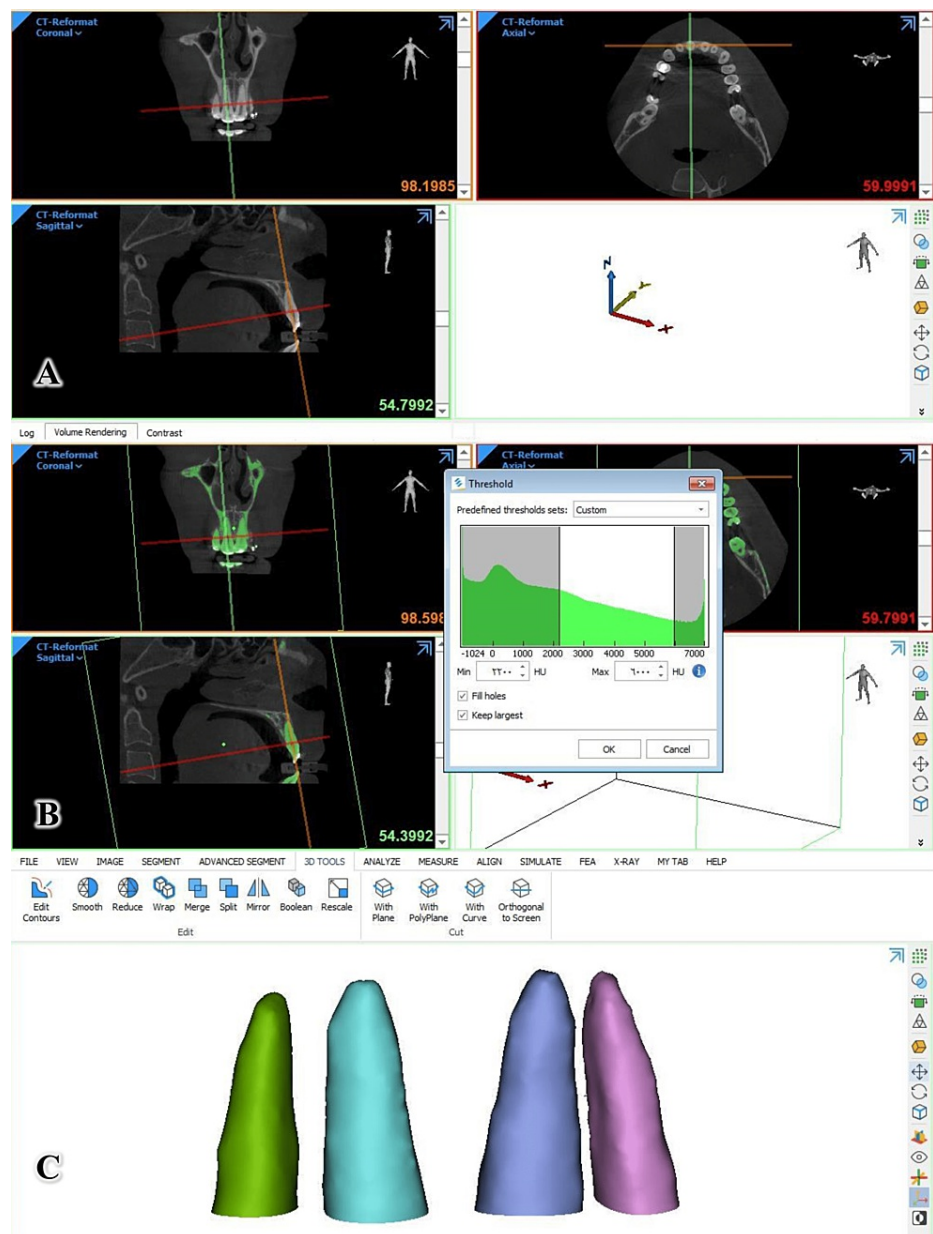 CT-Reformat
Coronal
98.1985
CT-Reformat
Axial
59.9991
CT-Reformat
Sagittal
A
54.7992
Z
Y
X
Log Volume Rendering Contrast
CT-Reformat
Coronal
CT-Reformat
Axial
Threshold
Predefined thresholds sets: Custom
-1024 0 1000 2000 3000 4000 5000 7000
Min ٢٢٠٠ HU Max ٦٠٠٠ HU
Fill holes
Keep largest
OK Cancel
98.598
59.7991
CT-Reformat
Sagittal
B
54.3992
X
FILE VIEW IMAGE SEGMENT ADVANCED SEGMENT 3D TOOLS ANALYZE MEASURE ALIGN SIMULATE FEA X-RAY MY TAB HELP
Edit Contours Smooth Reduce Wrap Merge Split Mirror Boolean Rescale With Plane With PolyPlane With Curve Orthogonal to Screen
Edit Cut
C